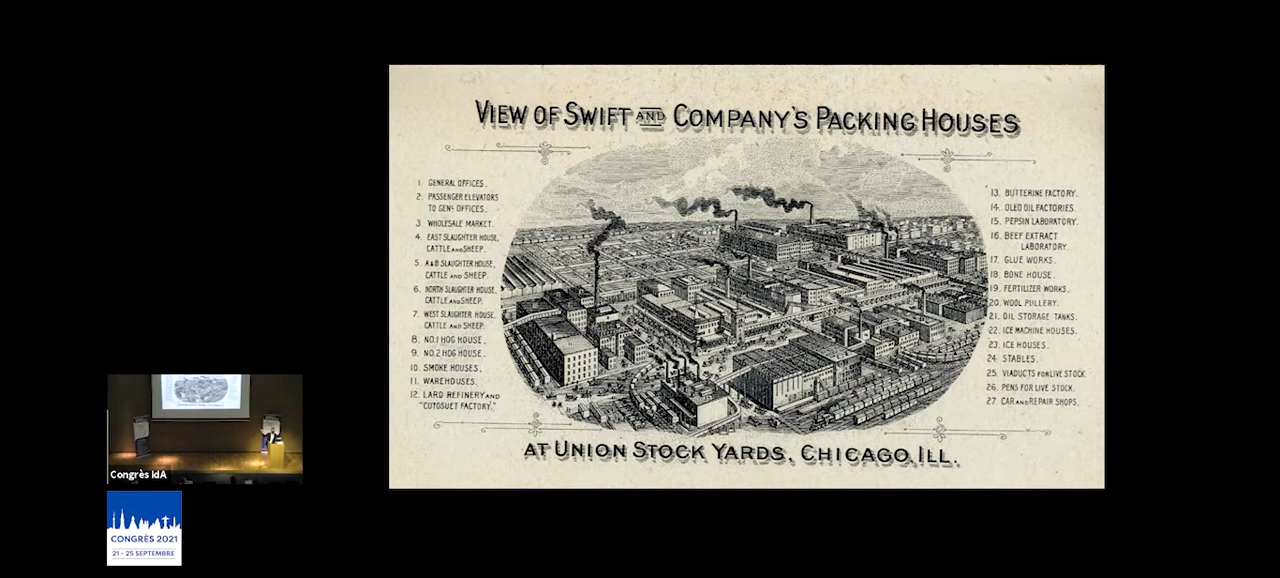 VIEW OF SWIFT AND COMPANY'S PACKING HOUSES
1. GENERAL OFFICES.
2. PASSENGER ELEVATORS
TO GENL OFFICES.
3. WHOLESALE MARKET.
4. EAST SLAUGHTER HOUSE,
CATTLE AND SHEEP.
5. A&B SLAUGHTER HOUSE,
CATTLE AND SHEEP.
6. NORTH SLAUGHTER HOUSE,
CATTLE AND SHEEP.
7. WEST SLAUGHTER HOUSE,
CATTLE AND SHEEP.
8. NO.1 HOG HOUSE.
9. NO.2 HOG HOUSE.
10. SMOKE HOUSES.
11. WAREHOUSES.
12. LARD REFINERY AND
"COTOSUET FACTORY."
13. BUTTERINE FACTORY.
14. OLEO OIL FACTORIES.
15. PEPSIN LABORATORY.
16. BEEF EXTRACT
LABORATORY.
17. GLUE WORKS.
18. BONE HOUSE.
19. FERTILIZER WORKS.
20. WOOL PULLERY.
21. OIL STORAGE TANKS.
22. ICE MACHINE HOUSES.
23. ICE HOUSES.
24. STABLES.
25. VIADUCTS FOR LIVE STOCK.
26. PENS FOR LIVE STOCK.
27. CAR AND REPAIR SHOPS.
AT UNION STOCK YARDS, CHICAGO, ILL.
Congrès IdA
CONGRÈS 2021
21 - 25 SEPTEMBRE